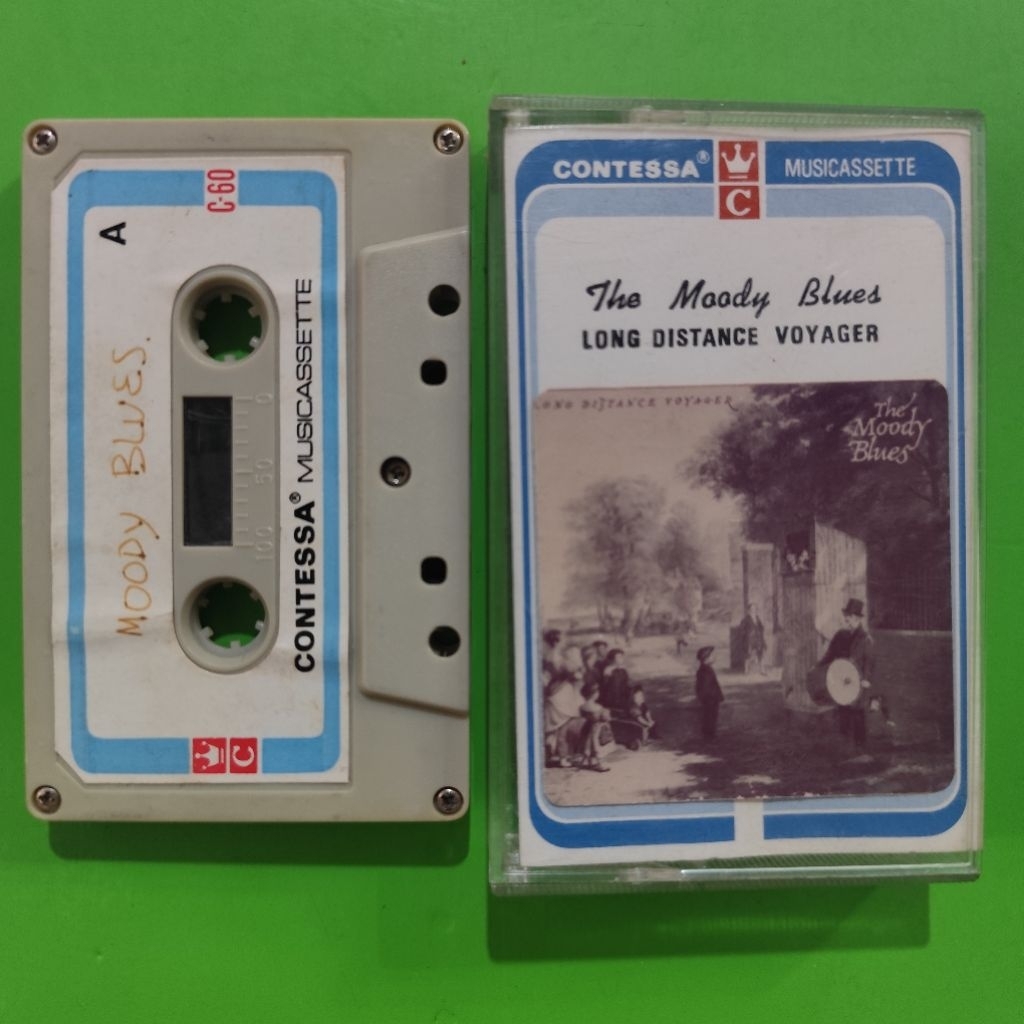 C-60
A
MOODY BLUES.
0
50
100
CONTESSA® MUSICASSETTE
C
CONTESSA®
MUSICASSETTE
C
The Moody Blues
LONG DISTANCE VOYAGER
LONG DISTANCE VOYAGER
The
Moody
Blues